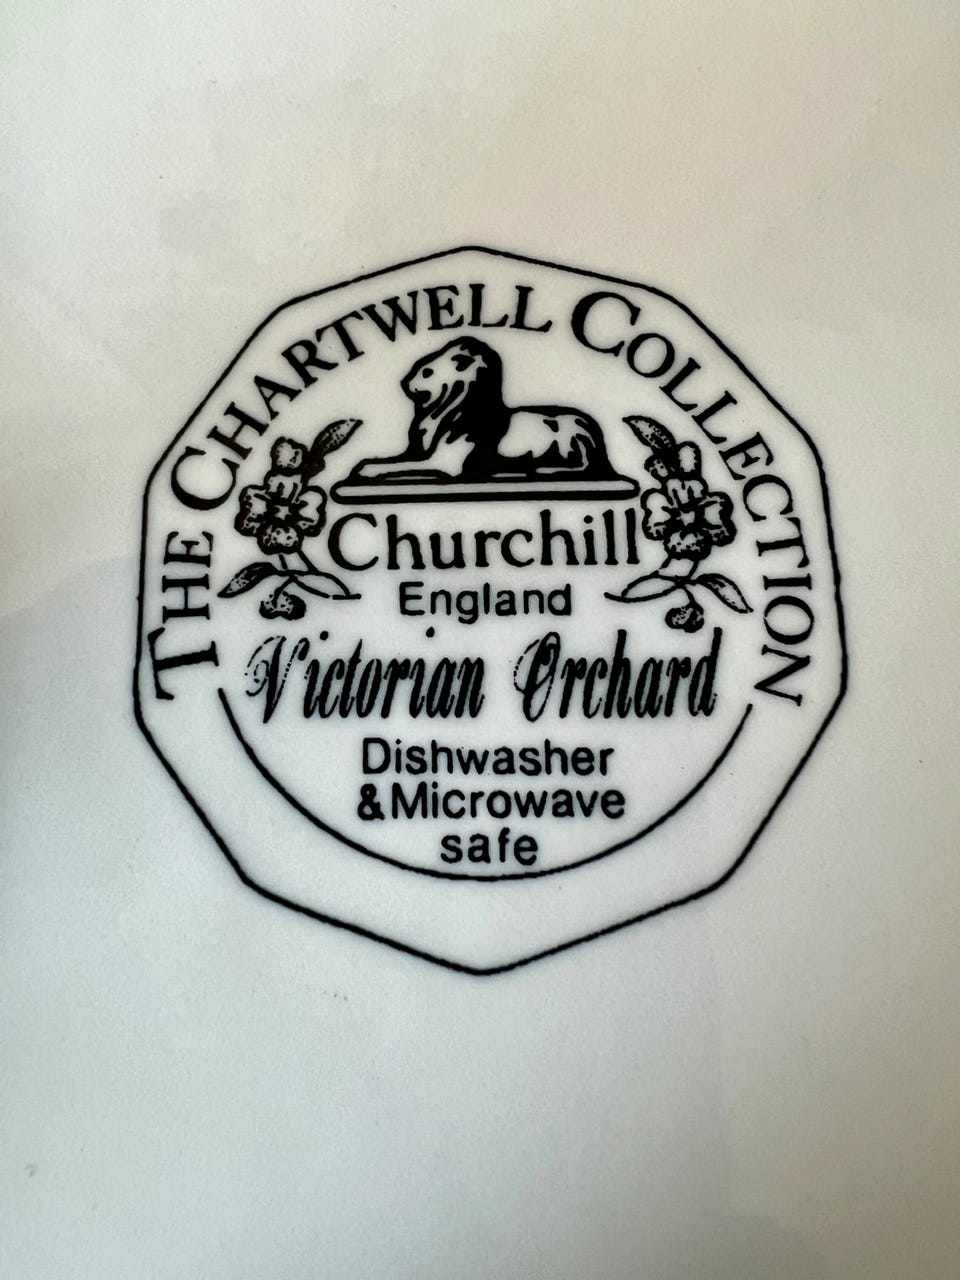 THE CHARTWELL COLLECTION
Churchill
England
Victorian Orchard
Dishwasher
&Microwave
safe